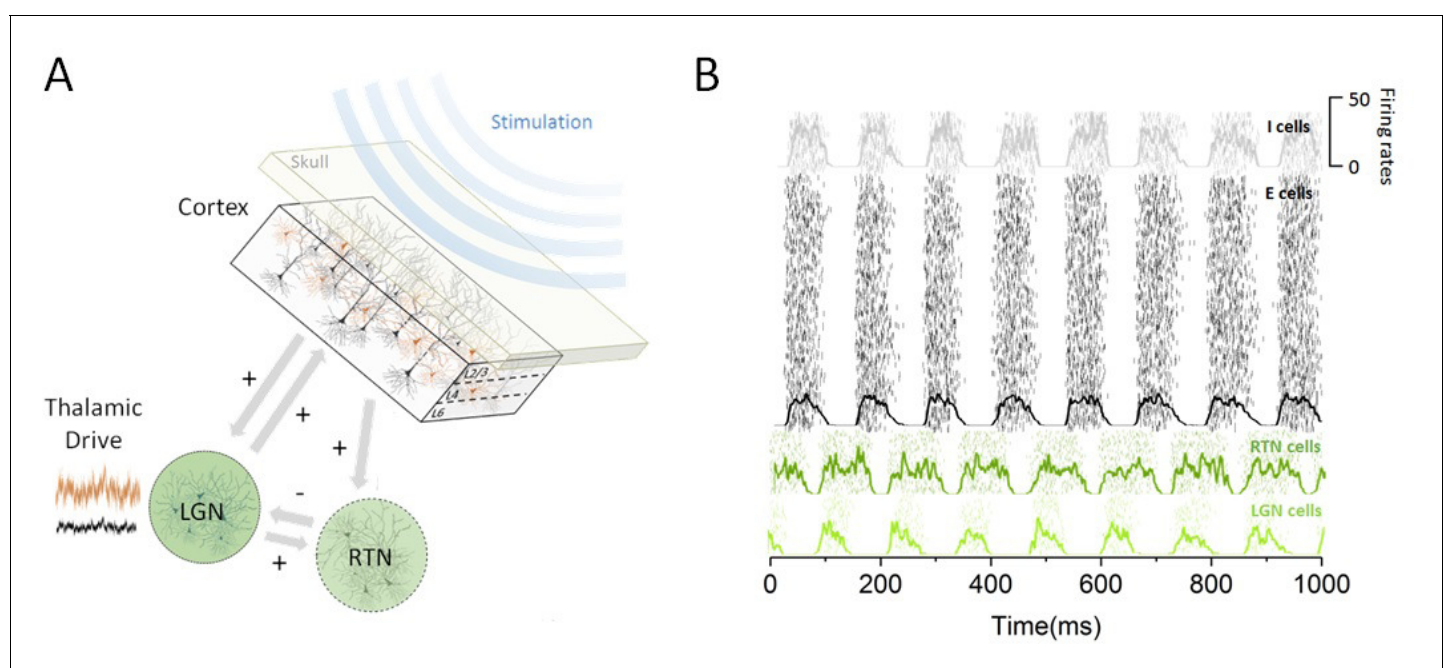 A
Stimulation
Skull
Cortex
L2/3
L4
L6
+
+
+
Thalamic
Drive
LGN
-
+
RTN
B
50
0
Firing rates
I cells
E cells
RTN cells
LGN cells
0 200 400 600 800 1000
Time(ms)